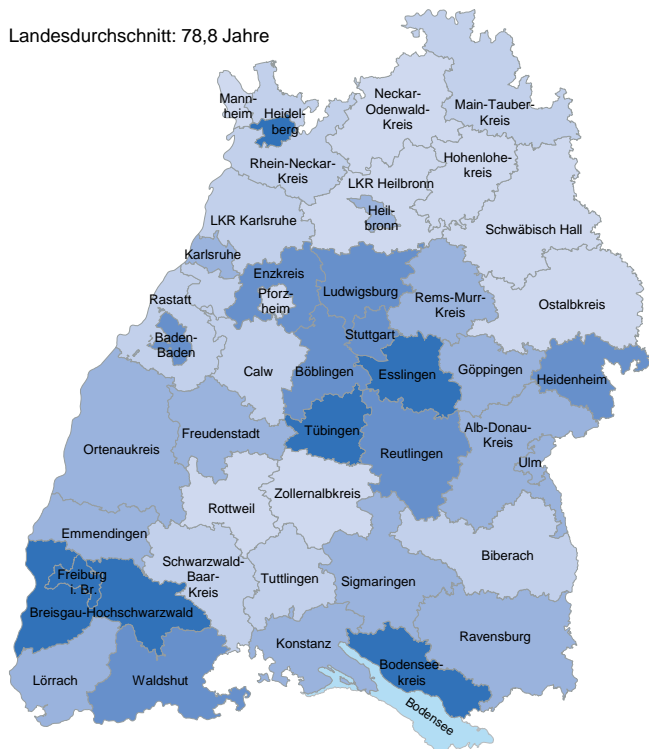 Landesdurchschnitt: 78,8 Jahre
Mann-
heim
Heidel-
berg
Neckar-
Odenwald-
Kreis
Main-Tauber-
Kreis
Rhein-Neckar-
Kreis
Hohenlohe-
kreis
LKR Heilbronn
Heil-
bronn
LKR Karlsruhe
Schwäbisch Hall
Karlsruhe
Enzkreis
Pforz-
heim
Ludwigsburg
Rems-Murr-
Kreis
Ostalbkreis
Rastatt
Baden-
Baden
Stuttgart
Calw
Böblingen
Esslingen
Göppingen
Heidenheim
Ortenaukreis
Freudenstadt
Tübingen
Reutlingen
Alb-Donau-
Kreis
Ulm
Rottweil
Zollernalbkreis
Emmendingen
Biberach
Schwarzwald-
Baar-
Kreis
Tuttlingen
Sigmaringen
Freiburg
i. Br.
Breisgau-Hochschwarzwald
Konstanz
Ravensburg
Lörrach
Waldshut
Bodensee-
kreis
Bodensee